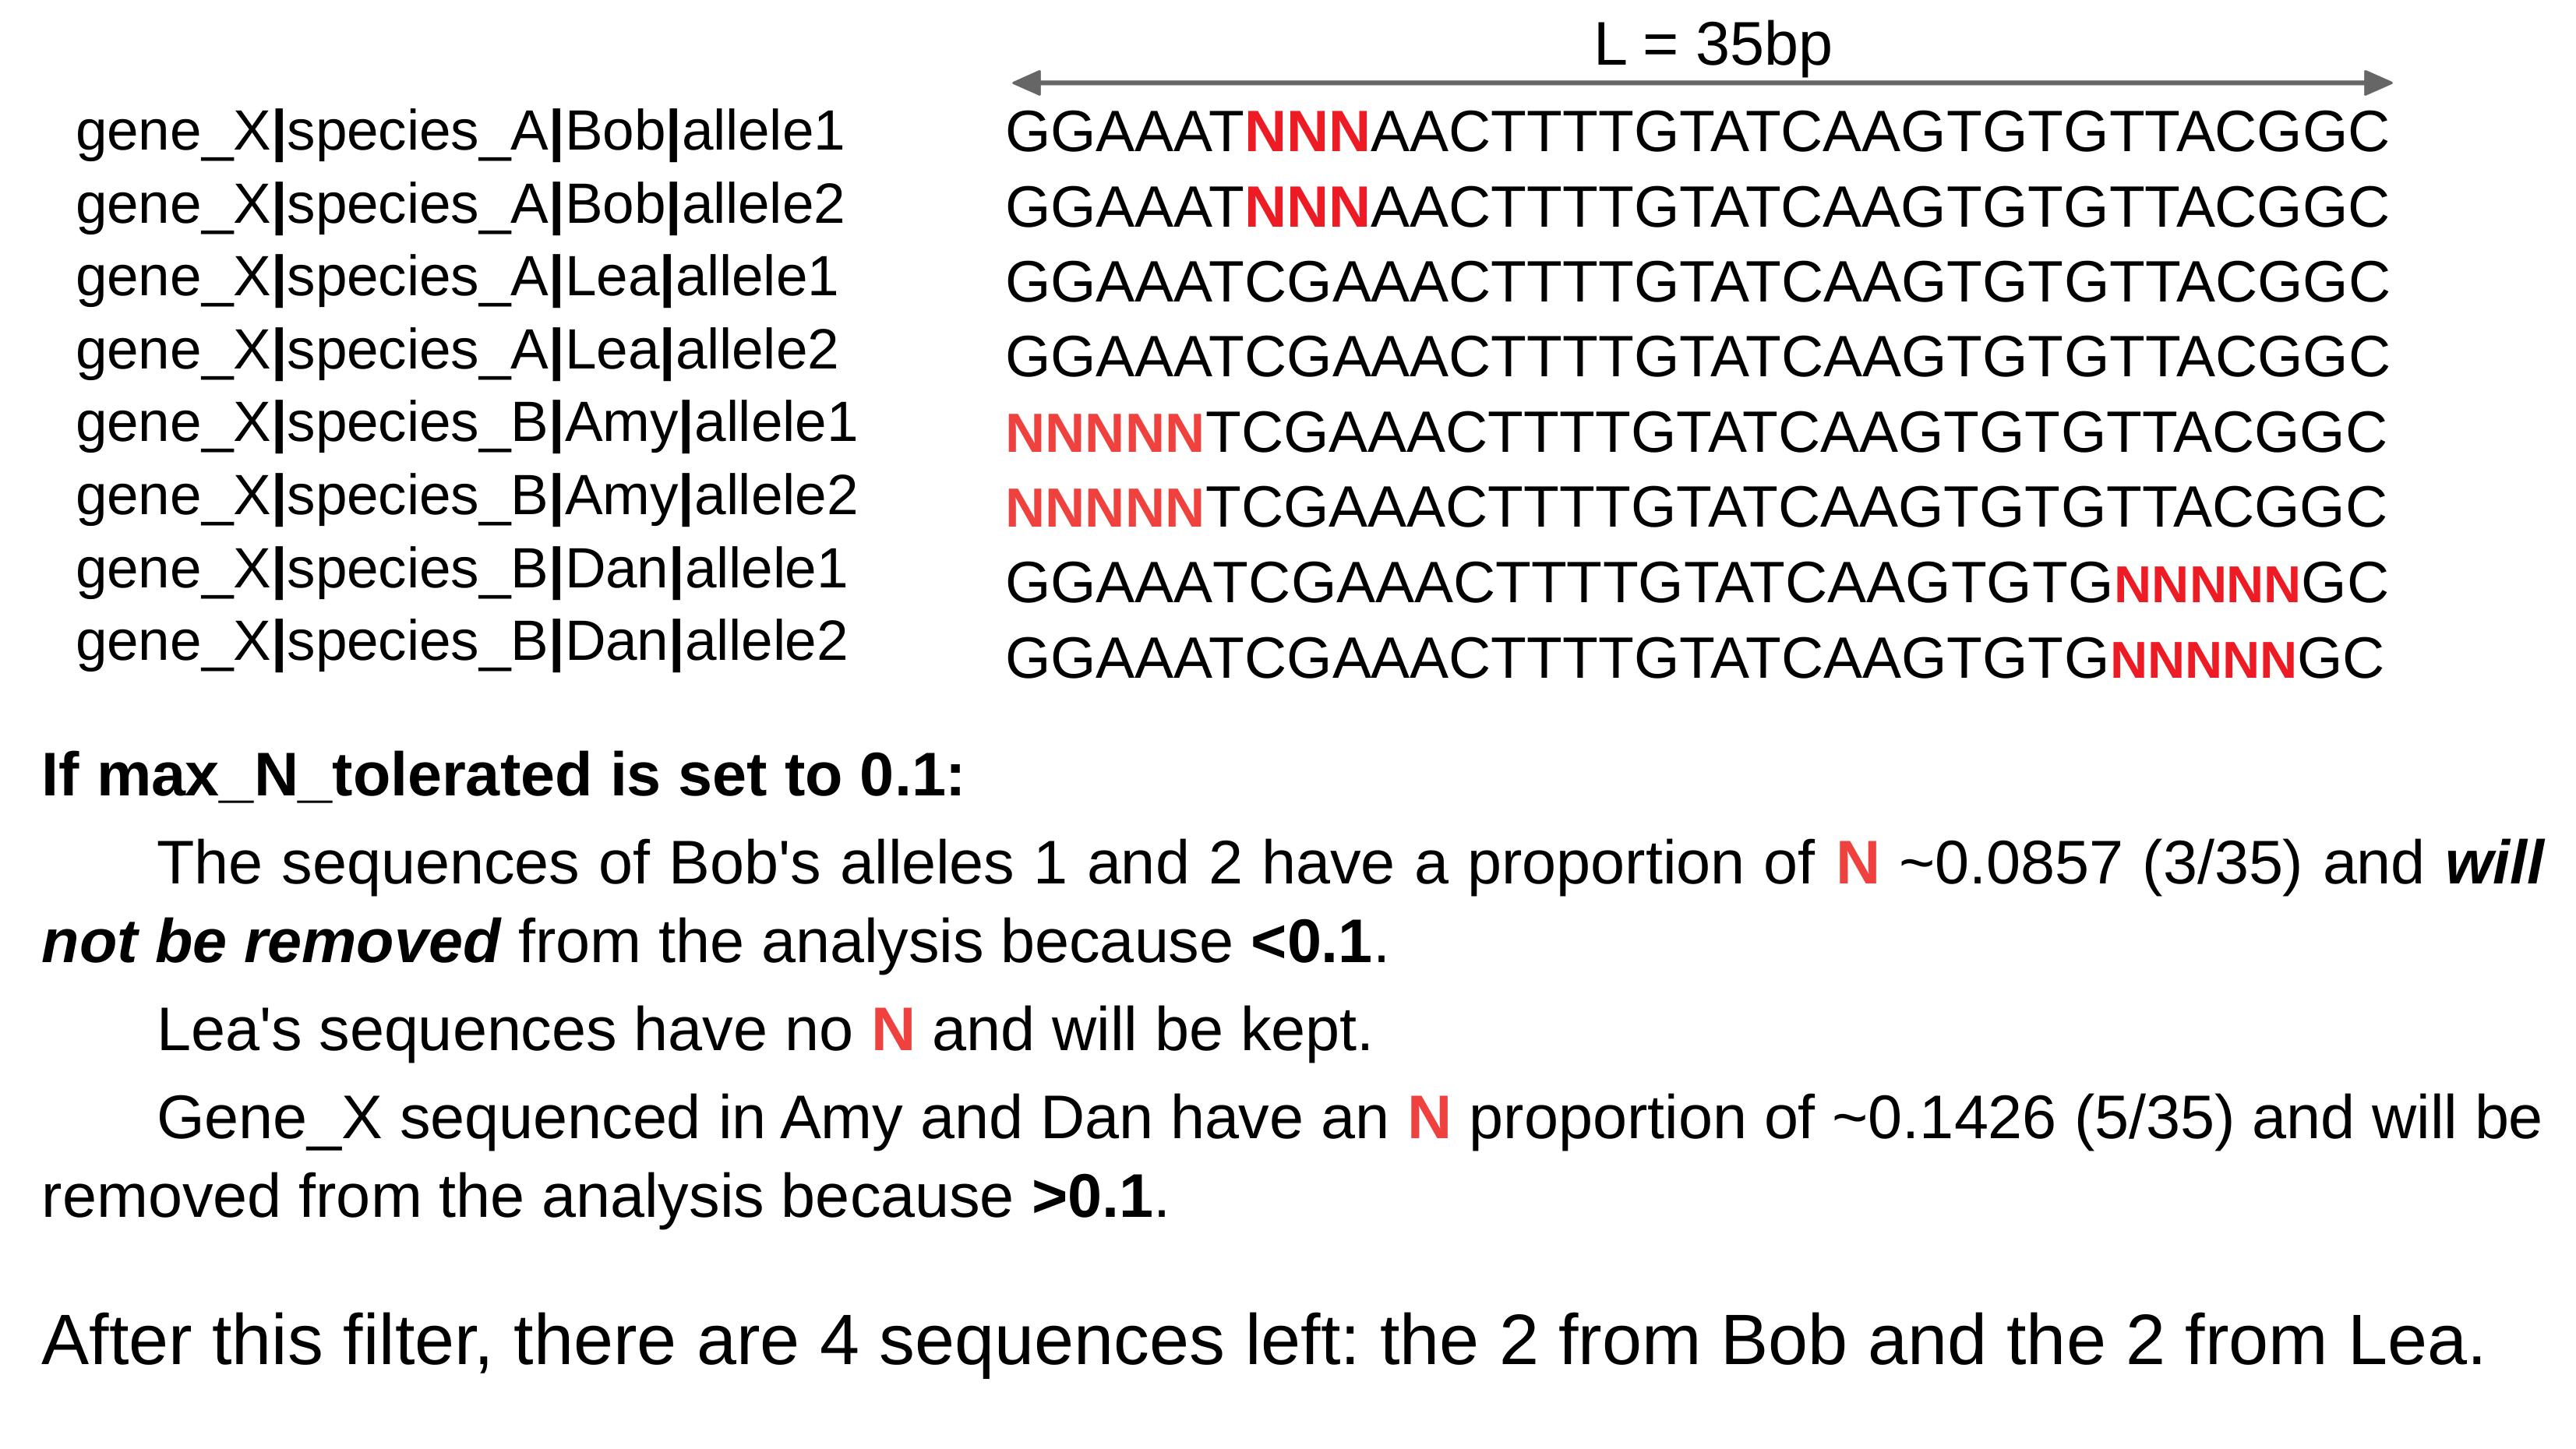 L = 35bp
gene_X|species_A|Bob|allele1 GGAAATNNNAACTTTTGTATCAAGTGTGTTACGGC
gene_X|species_A|Bob|allele2 GGAAATNNNAACTTTTGTATCAAGTGTGTTACGGC
gene_X|species_A|Lea|allele1 GGAAATCGAAACTTTTGTATCAAGTGTGTTACGGC
gene_X|species_A|Lea|allele2 GGAAATCGAAACTTTTGTATCAAGTGTGTTACGGC
gene_X|species_B|Amy|allele1 NNNNNTCGAAACTTTTGTATCAAGTGTGTTACGGC
gene_X|species_B|Amy|allele2 NNNNNTCGAAACTTTTGTATCAAGTGTGTTACGGC
gene_X|species_B|Dan|allele1 GGAAATCGAAACTTTTGTATCAAGTGTGNNNNNGC
gene_X|species_B|Dan|allele2 GGAAATCGAAACTTTTGTATCAAGTGTGNNNNNGC
If max_N_tolerated is set to 0.1:
The sequences of Bob's alleles 1 and 2 have a proportion of N ~0.0857 (3/35) and will
not be removed from the analysis because <0.1.
Lea's sequences have no N and will be kept.
Gene_X sequenced in Amy and Dan have an N proportion of ~0.1426 (5/35) and will be
removed from the analysis because >0.1.
After this filter, there are 4 sequences left: the 2 from Bob and the 2 from Lea.